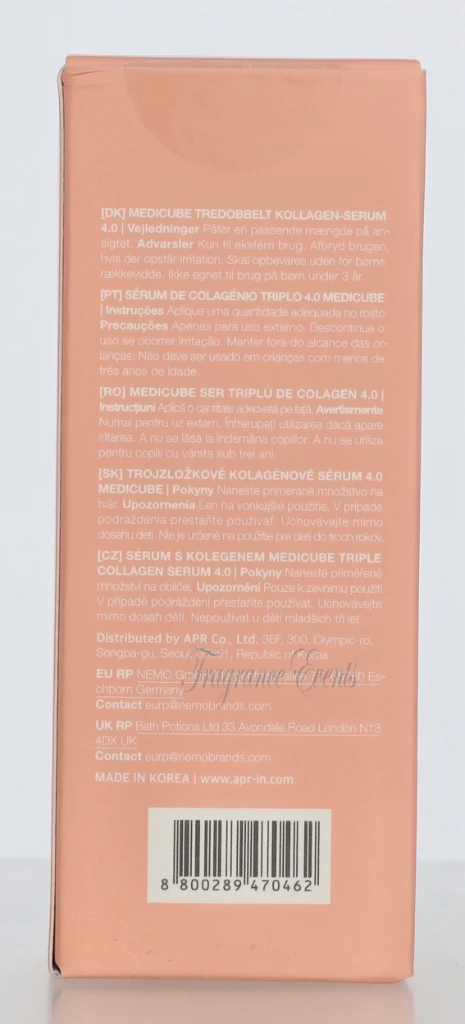 [DK] MEDICUBE TREDOBBELT KOLLAGEN-SERUM
4.0 | Vejledninger Påfør en passende mængde på an-
sigtet. Advarsler Kun til ekstern brug. Afbryd brugen,
hvis der opstår irritation. Skal opbevares uden for børns
rækkevidde. Ikke egnet til brug på børn under 3 år.
[PT] SÉRUM DE COLAGÉNIO TRIPLO 4.0 MEDICUBE
| Instruções Aplique uma quantidade adequada no rosto.
Precauções Apenas para uso externo. Descontinue o
uso se ocorrer irritação. Manter fora do alcance das cri-
anças. Não deve ser usado em crianças com menos de
três anos de idade.
[RO] MEDICUBE SER TRIPLU DE COLAGEN 4.0 |
Instrucțiuni Aplică o cantitate adecvată pe față. Avertismente
Numai pentru uz extern. Întrerupeți utilizarea dacă apare
iritarea. A nu se lăsa la îndemâna copiilor. A nu se utiliza
pentru copiii cu vârsta sub trei ani.
[SK] TROJZLOŽKOVÉ KOLAGÉNOVÉ SÉRUM 4.0
MEDICUBE | Pokyny Naneste primerané množstvo na
tvár. Upozornenia Len na vonkajšie použitie. V prípade
podráždenia prestaňte používať. Uchovávajte mimo
dosahu detí. Nie je určené na použitie pre deti do troch rokov.
[CZ] SÉRUM S KOLEGENEM MEDICUBE TRIPLE
COLLAGEN SERUM 4.0 | Pokyny Naneste přiměřené
množství na obličej. Upozornění Pouze k zevnímu použití.
V případě podráždění přestaňte používat. Uchovávejte
mimo dosah dětí. Nepoužívat u dětí mladších tří let
Distributed by APR Co., Ltd. 36F, 300, Olympic-ro,
Songpa-gu, Seoul, Republic of Korea
Fragrance Events
EU RP NEMO Es-
chborn Germany
Contact eurp@nemobrands.com
UK RP Bath Potions Ltd 33 Avondale Road London N13
4DX UK
Contact eurp@nemobrands.com
MADE IN KOREA | www.apr-in.com
8 800289 470462